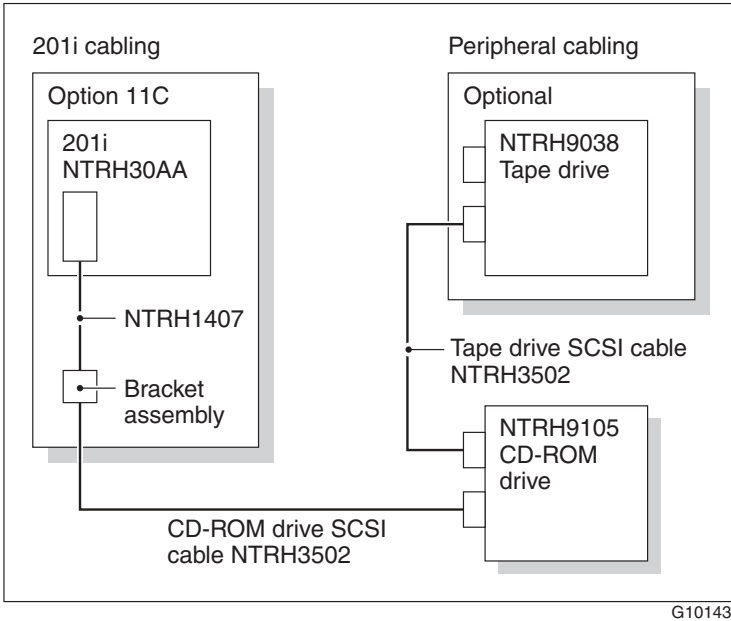 201i cabling
Option 11C
201i
NTRH30AA
NTRH1407
Bracket
assembly
CD-ROM drive SCSI
cable NTRH3502
Peripheral cabling
Optional
NTRH9038
Tape drive
Tape drive SCSI cable
NTRH3502
NTRH9105
CD-ROM
drive
G10143